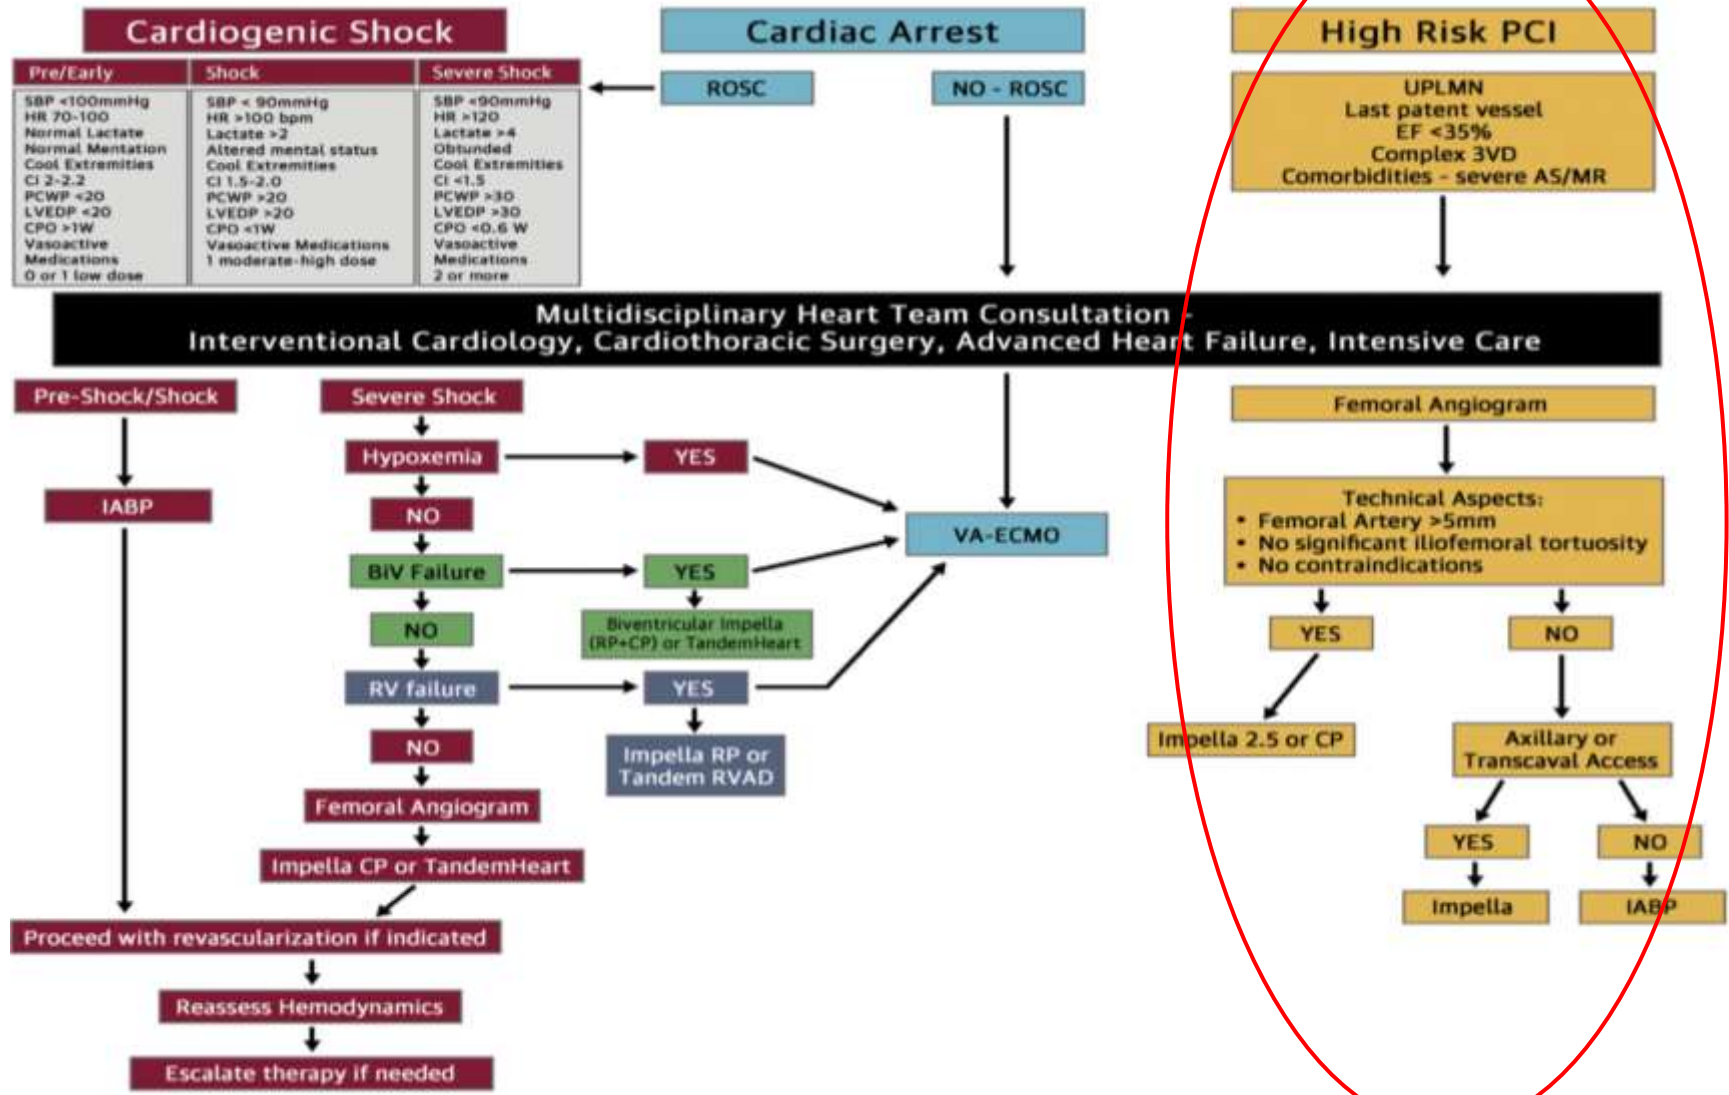 Cardiogenic Shock
Pre/Early
SBP <100mmHg
HR 70-100
Normal Lactate
Normal Mentation
Cool Extremities
CI 2-2.2
PCWP <20
LVEDP <20
CPO >1W
Vasoactive
Medications
0 or 1 low dose
Shock
SBP < 90mmHg
HR >100 bpm
Lactate >2
Altered mental status
Cool Extremities
CI 1.5-2.0
PCWP >20
LVEDP >20
CPO <1W
Vasoactive Medications
1 moderate-high dose
Severe Shock
SBP <90mmHg
HR >120
Lactate >4
Obtunded
Cool Extremities
CI <1.5
PCWP >30
LVEDP >30
CPO <0.6 W
Vasoactive
Medications
2 or more
Cardiac Arrest
ROSC
NO - ROSC
High Risk PCI
UPLMN
Last patent vessel
EF <35%
Complex 3VD
Comorbidities - severe AS/MR
Multidisciplinary Heart Team Consultation -
Interventional Cardiology, Cardiothoracic Surgery, Advanced Heart Failure, Intensive Care
Pre-Shock/Shock
IABP
Severe Shock
Hypoxemia
YES
NO
BiV Failure
YES
NO
Biventricular Impella
(RP+CP) or TandemHeart
RV failure
YES
NO
Impella RP or
Tandem RVAD
Femoral Angiogram
Impella CP or TandemHeart
Proceed with revascularization if indicated
Reassess Hemodynamics
Escalate therapy if needed
VA-ECMO
Femoral Angiogram
Technical Aspects:
• Femoral Artery >5mm
• No significant iliofemoral tortuosity
• No contraindications
YES
NO
Impella 2.5 or CP
Axillary or
Transcaval Access
YES
NO
Impella
IABP